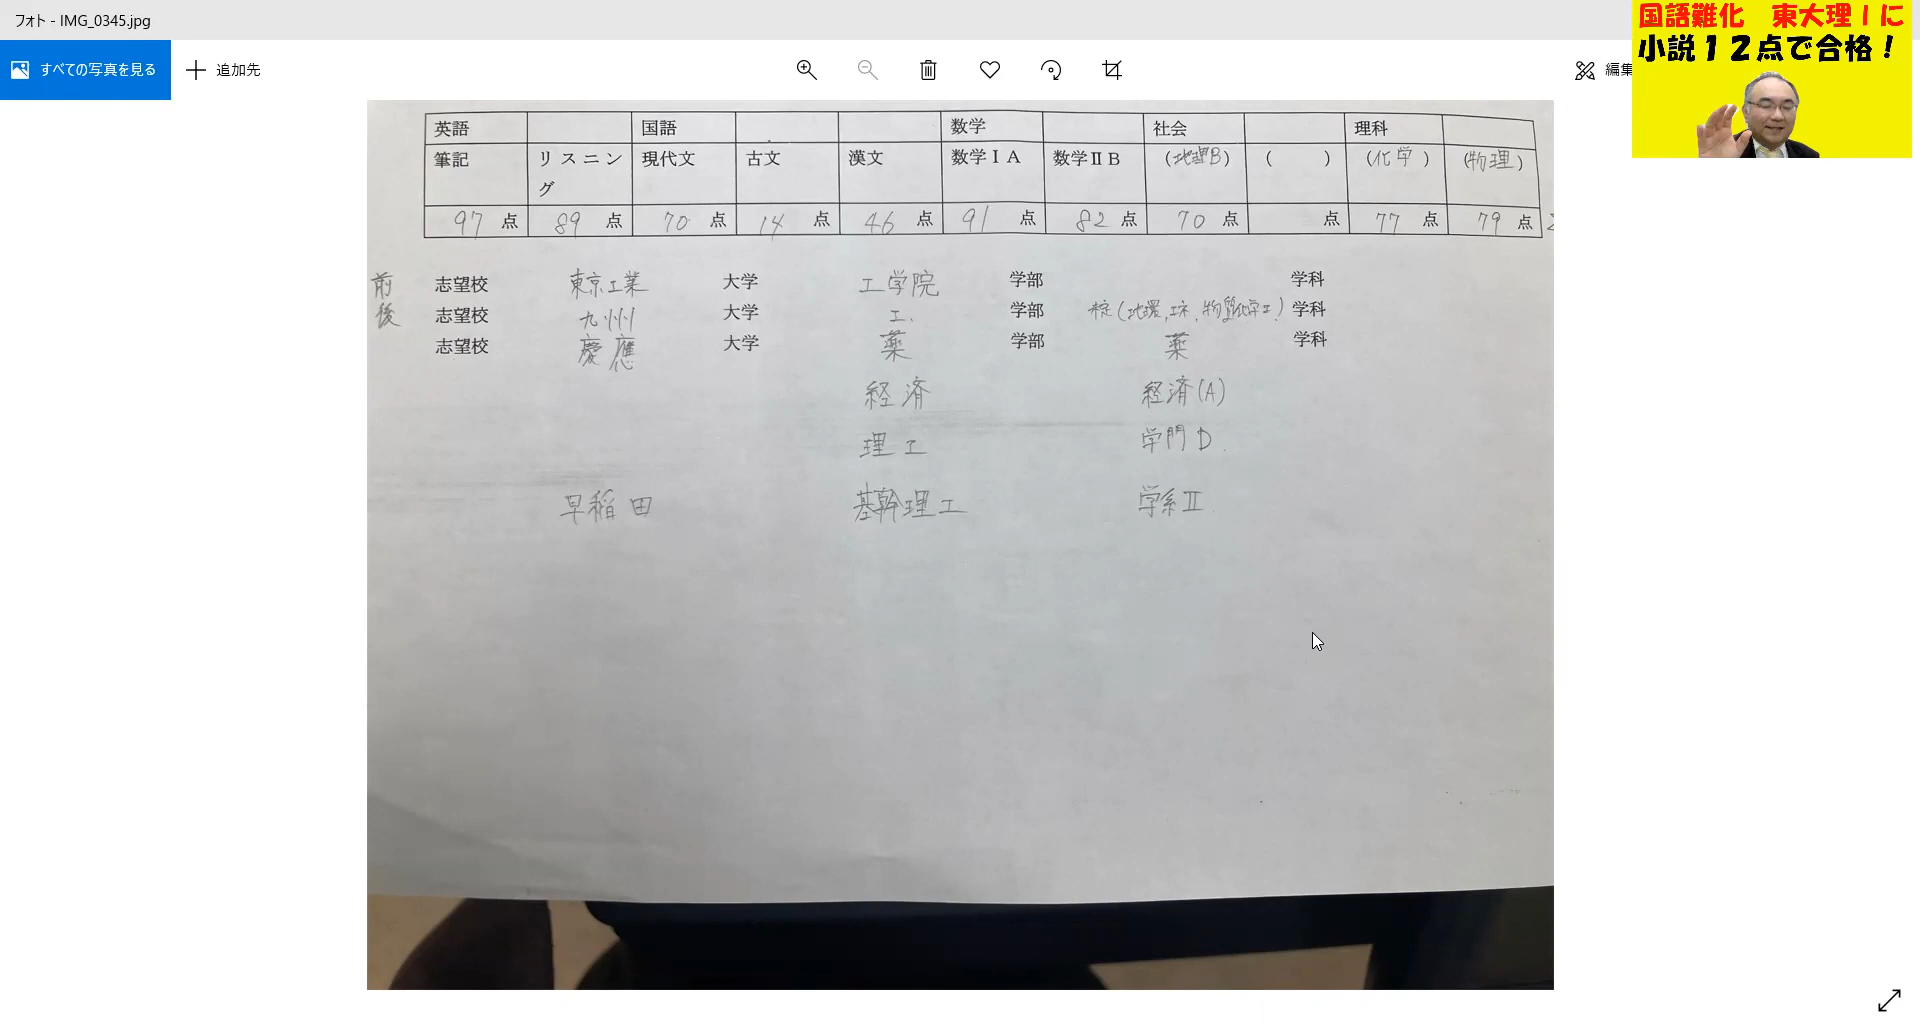 フォト - IMG_0345.jpg
国語難化 東大理Ⅰに
小説１２点で合格！
すべての写真を見る 追加先 編集
英語 国語 数学 社会 理科
筆記 リスニング 現代文 古文 漢文 数学ⅠA 数学ⅡB (地理B) ( ) (化学) (物理)
97点 89点 70点 14点 46点 91点 82点 70点 点 77点 79点
前 志望校 東京工業 大学 工学院 学部 学科
後 志望校 九州 大学 工. 学部 (地環, 物質化学工) 学科
志望校 慶應 大学 薬 学部 薬 学科
経済 経済(A)
理工 学門D.
早稲田 基幹理工 学系Ⅱ